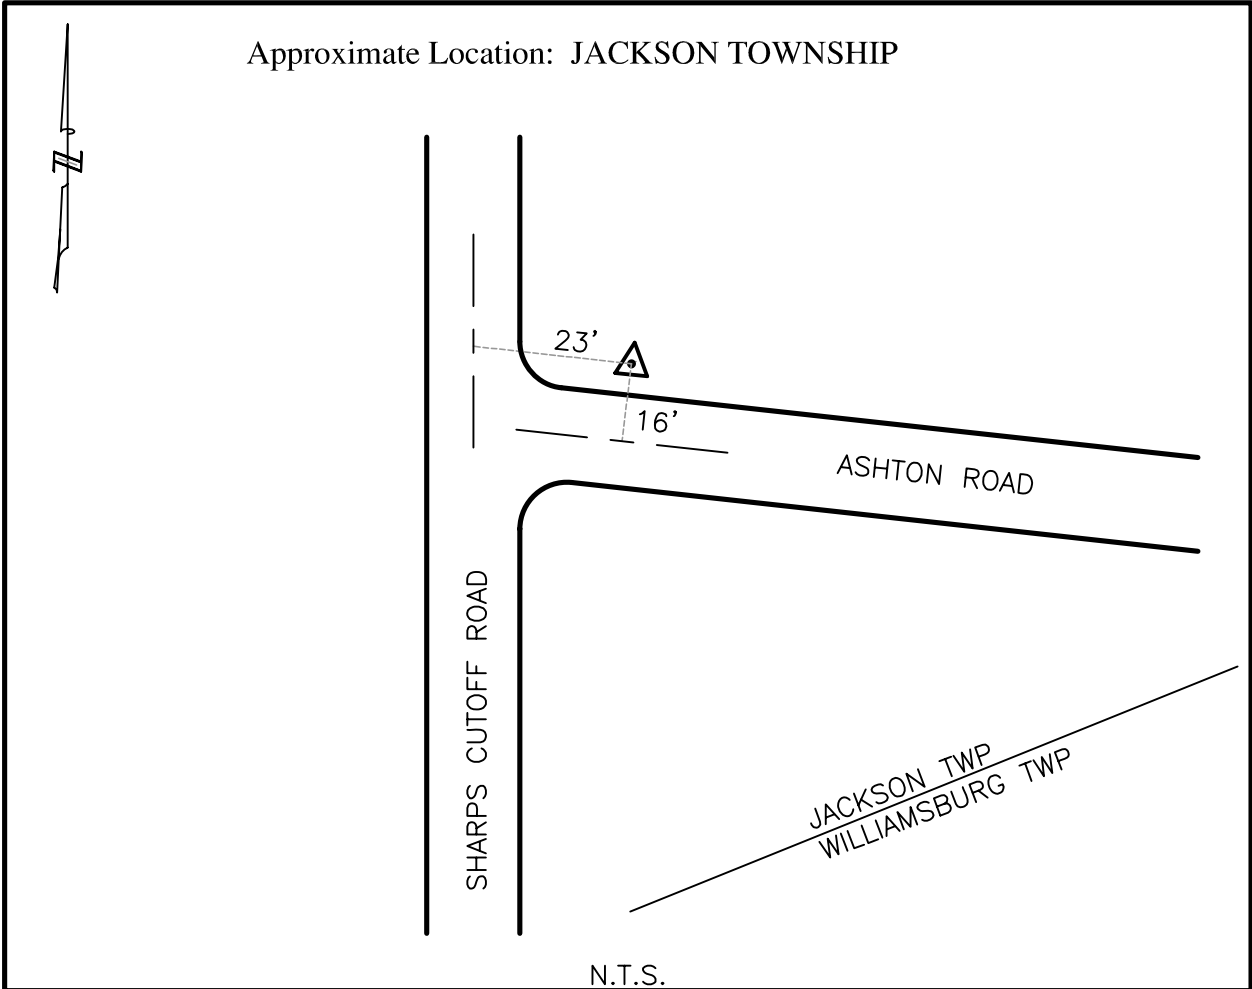 Approximate Location: JACKSON TOWNSHIP
N
23'
16'
ASHTON ROAD
SHARPS CUTOFF ROAD
JACKSON TWP
WILLIAMSBURG TWP
N.T.S.